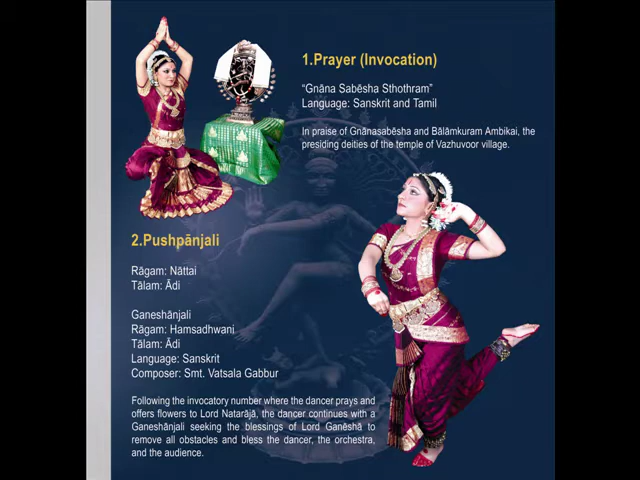 1.Prayer (Invocation)
“Gnāna Sabēsha Sthothram”
Language: Sanskrit and Tamil
In praise of Gnānasabēsha and Bālāmkuram Ambikai, the
presiding deities of the temple of Vazhuvoor village.
2.Pushpānjali
Rāgam: Nāttai
Tālam: Ādi
Ganeshānjali
Rāgam: Hamsadhwani
Tālam: Ādi
Language: Sanskrit
Composer: Smt. Vatsala Gabbur
Following the invocatory number where the dancer prays and
offers flowers to Lord Natarājā, the dancer continues with a
Ganeshānjali seeking the blessings of Lord Ganēshā to
remove all obstacles and bless the dancer, the orchestra,
and the audience.